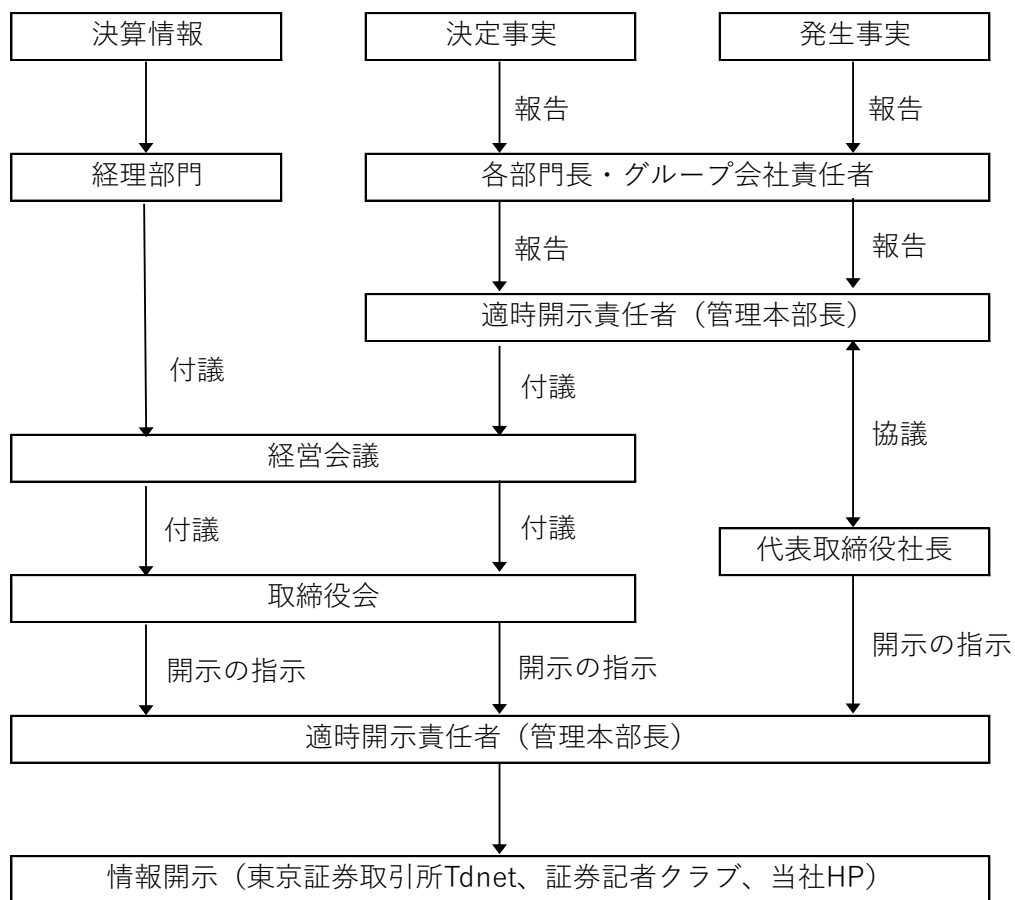 決算情報
決定事実
発生事実
報告
報告
経理部門
各部門長・グループ会社責任者
報告
報告
適時開示責任者（管理本部長）
付議
付議
協議
経営会議
付議
付議
代表取締役社長
取締役会
開示の指示
開示の指示
開示の指示
適時開示責任者（管理本部長）
情報開示（東京証券取引所Tdnet、証券記者クラブ、当社HP）